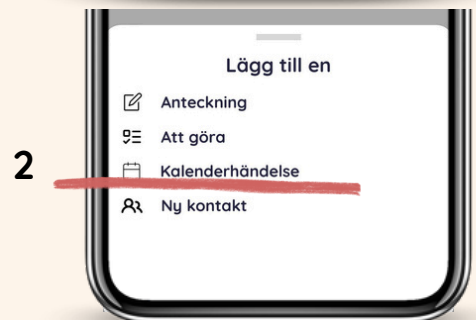 Lägg till en
Anteckning
Att göra
2
Kalenderhändelse
Ny kontakt